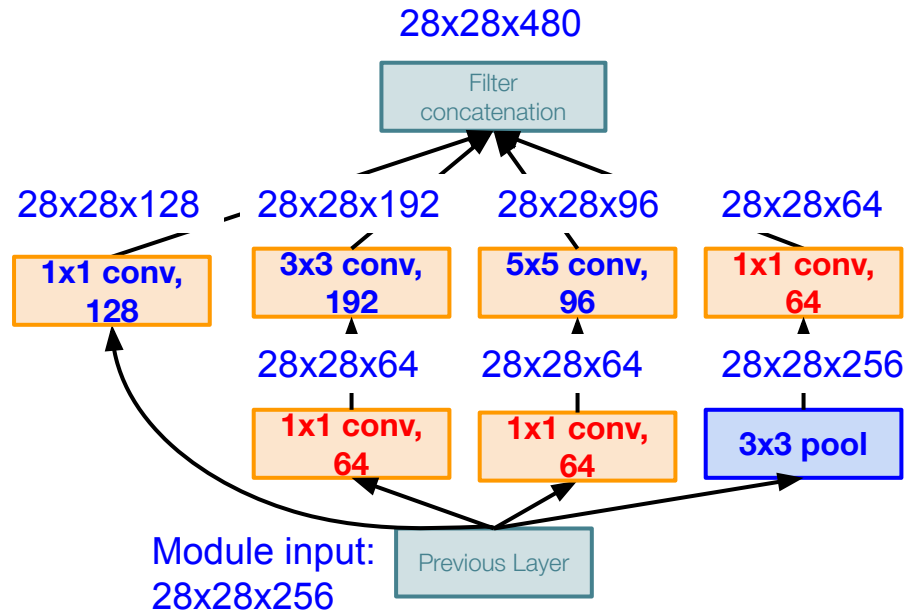 28x28x480
Filter
concatenation
28x28x128
28x28x192
28x28x96
28x28x64
1x1 conv,
128
3x3 conv,
192
5x5 conv,
96
1x1 conv,
64
28x28x64
28x28x64
28x28x256
1x1 conv,
64
1x1 conv,
64
3x3 pool
Module input:
28x28x256
Previous Layer